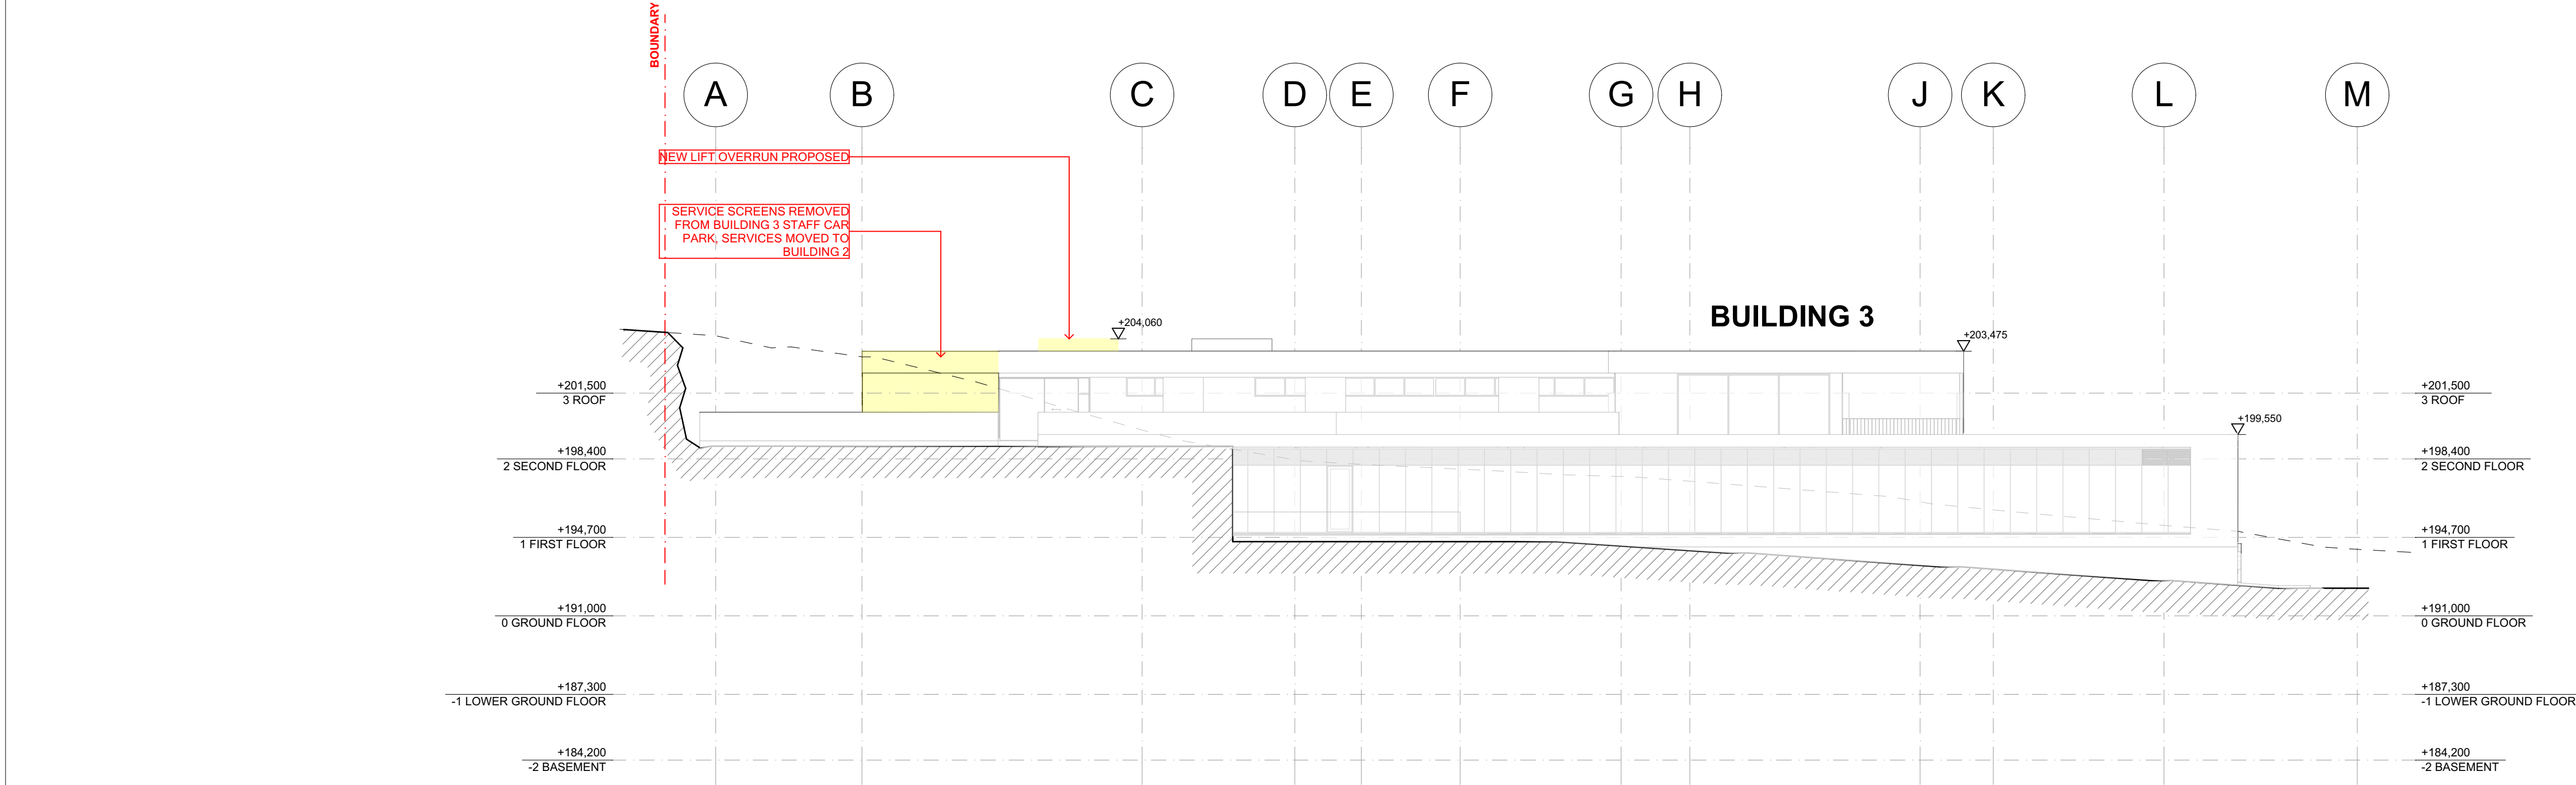 BOUNDARY
A
B
C
D
E
F
G
H
J
K
L
M
NEW LIFT OVERRUN PROPOSED
SERVICE SCREENS REMOVED
FROM BUILDING 3 STAFF CAR
PARK, SERVICES MOVED TO
BUILDING 2
BUILDING 3
+204,060
+203,475
+199,550
+201,500
3 ROOF
+198,400
2 SECOND FLOOR
+194,700
1 FIRST FLOOR
+191,000
0 GROUND FLOOR
+187,300
-1 LOWER GROUND FLOOR
+184,200
-2 BASEMENT
+201,500
3 ROOF
+198,400
2 SECOND FLOOR
+194,700
1 FIRST FLOOR
+191,000
0 GROUND FLOOR
+187,300
-1 LOWER GROUND FLOOR
+184,200
-2 BASEMENT